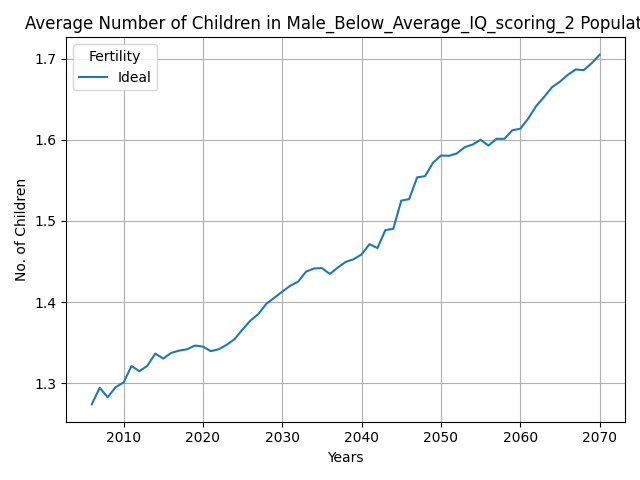 Average Number of Children in Male_Below_Average_IQ_scoring_2 Populat
Fertility
Ideal
No. of Children
1.7
1.6
1.5
1.4
1.3
2010 2020 2030 2040 2050 2060 2070
Years